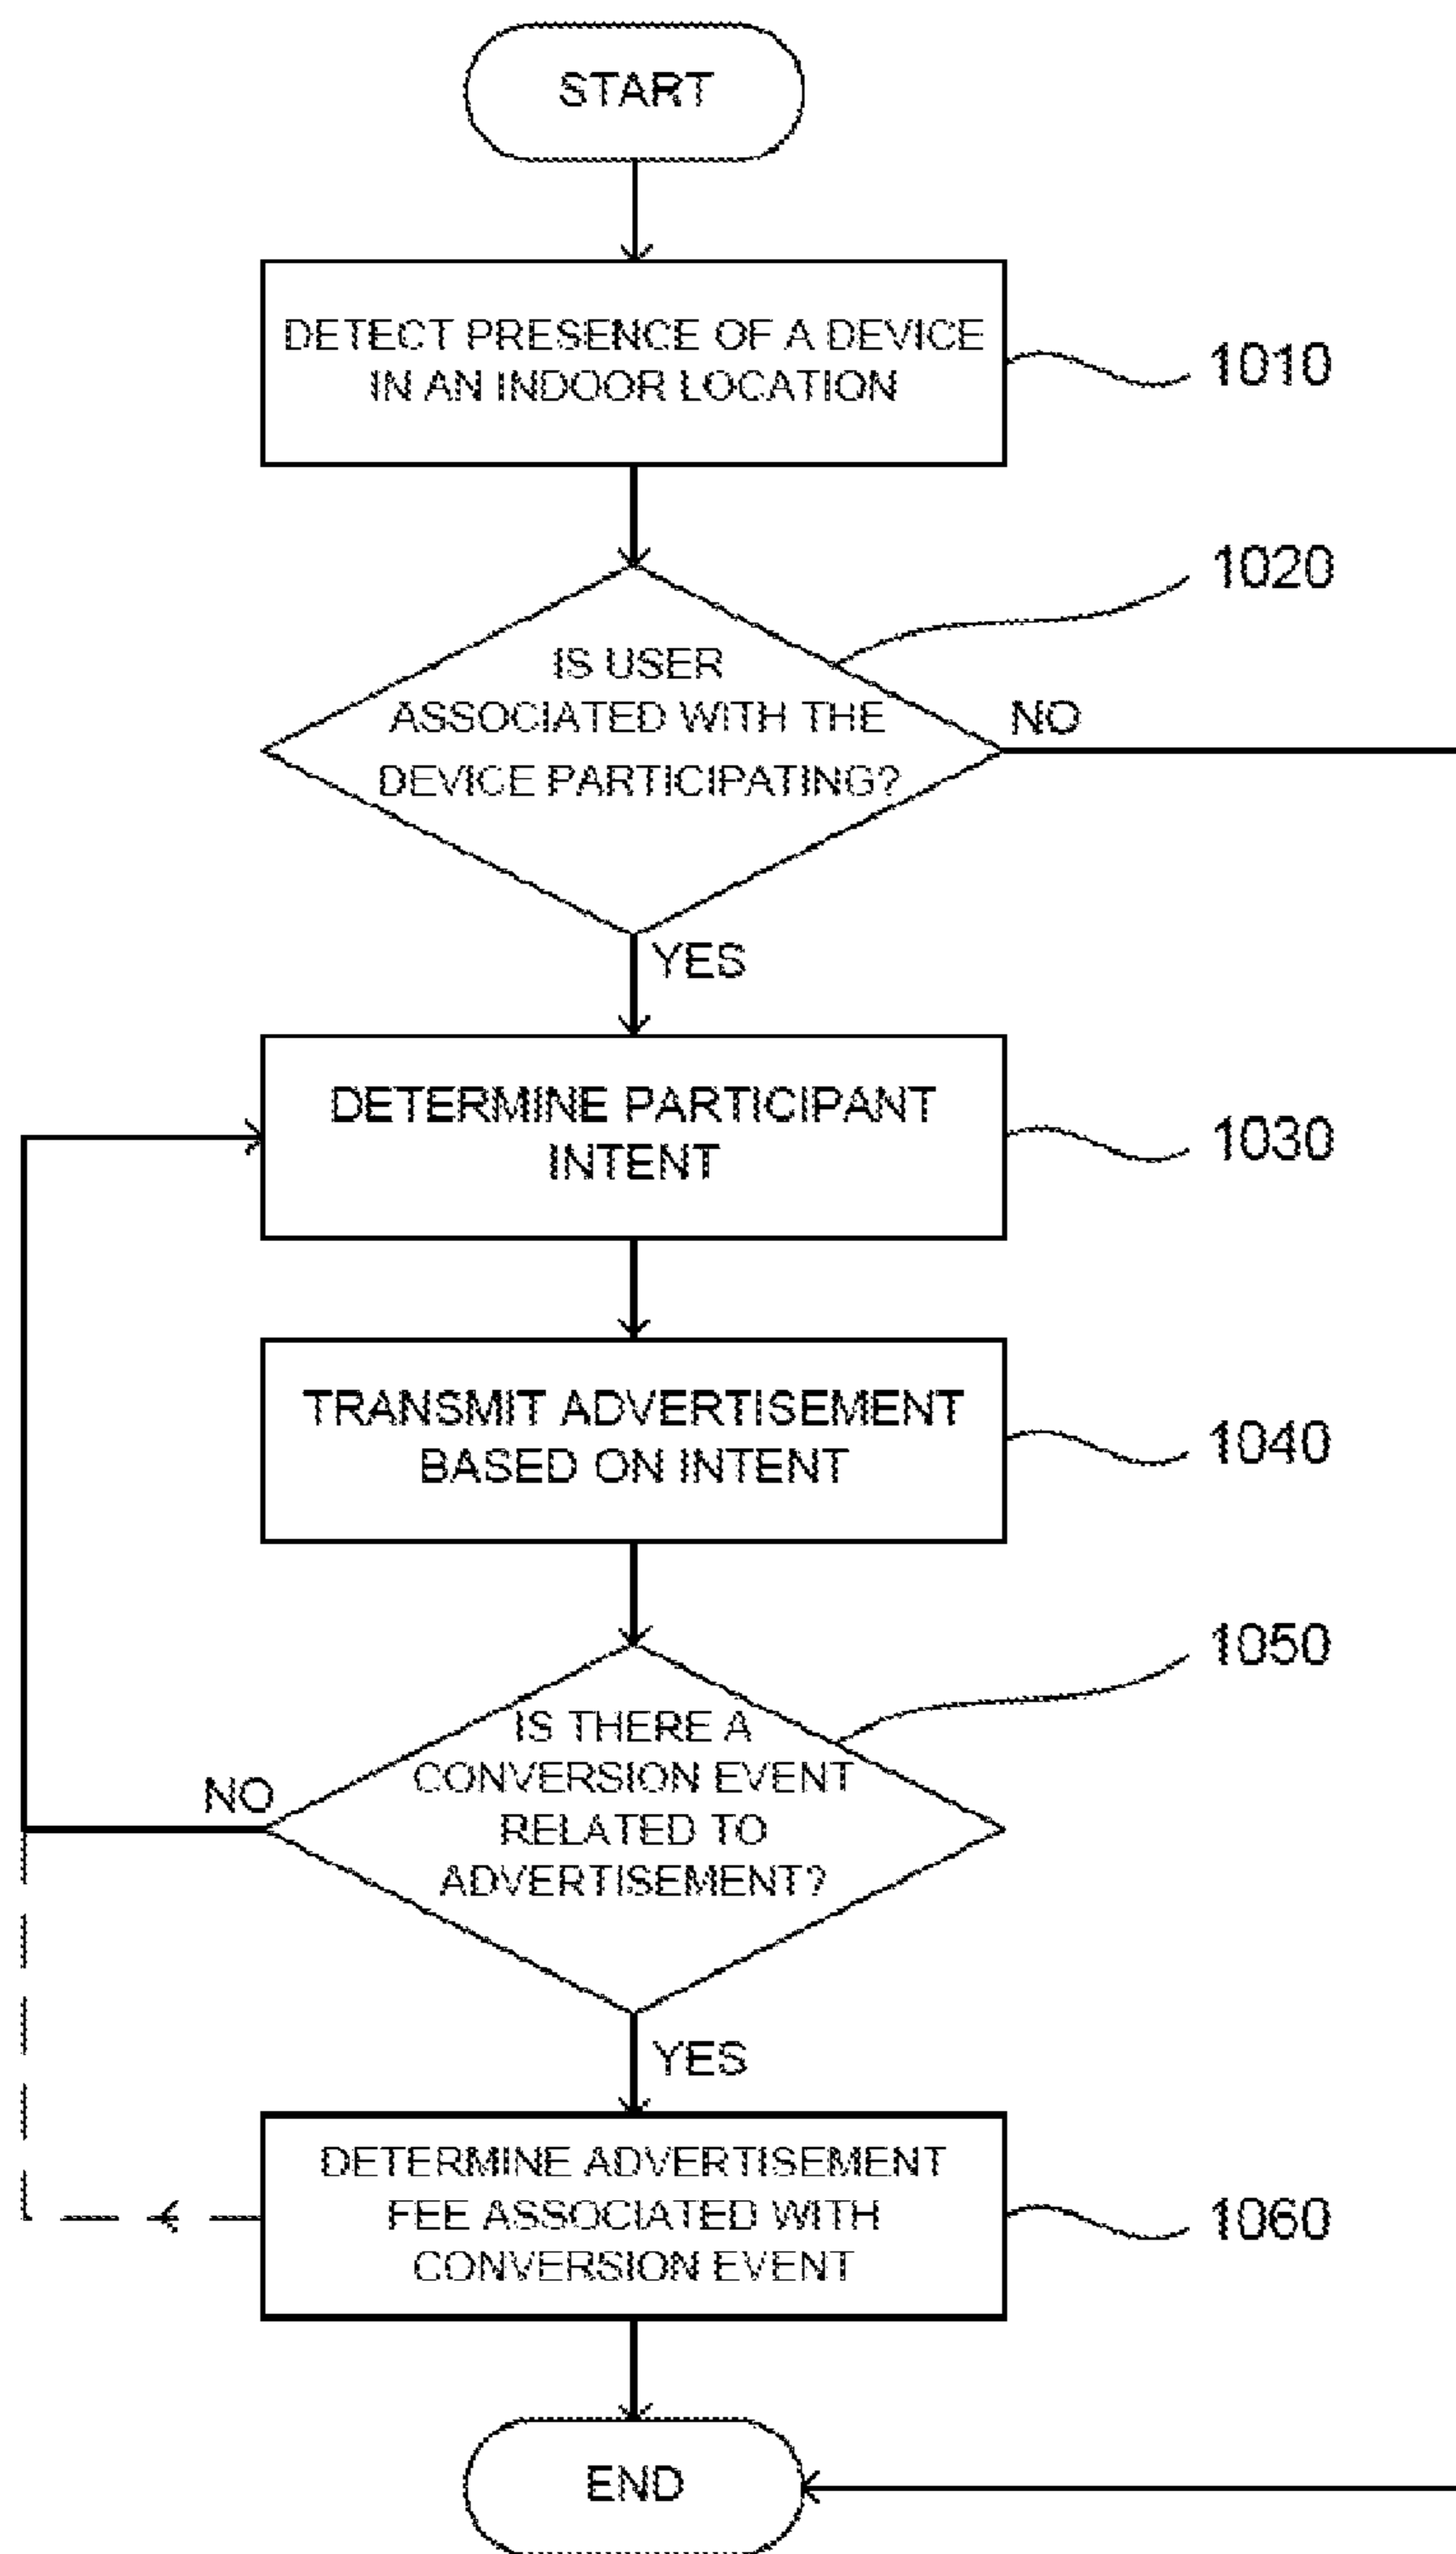 START
DETECT PRESENCE OF A DEVICE
IN AN INDOOR LOCATION
1010
1020
IS USER
ASSOCIATED WITH THE
DEVICE PARTICIPATING?
NO
YES
DETERMINE PARTICIPANT
INTENT
1030
TRANSMIT ADVERTISEMENT
BASED ON INTENT
1040
1050
IS THERE A
CONVERSION EVENT
RELATED TO
ADVERTISEMENT?
NO
YES
DETERMINE ADVERTISEMENT
FEE ASSOCIATED WITH
CONVERSION EVENT
1060
END